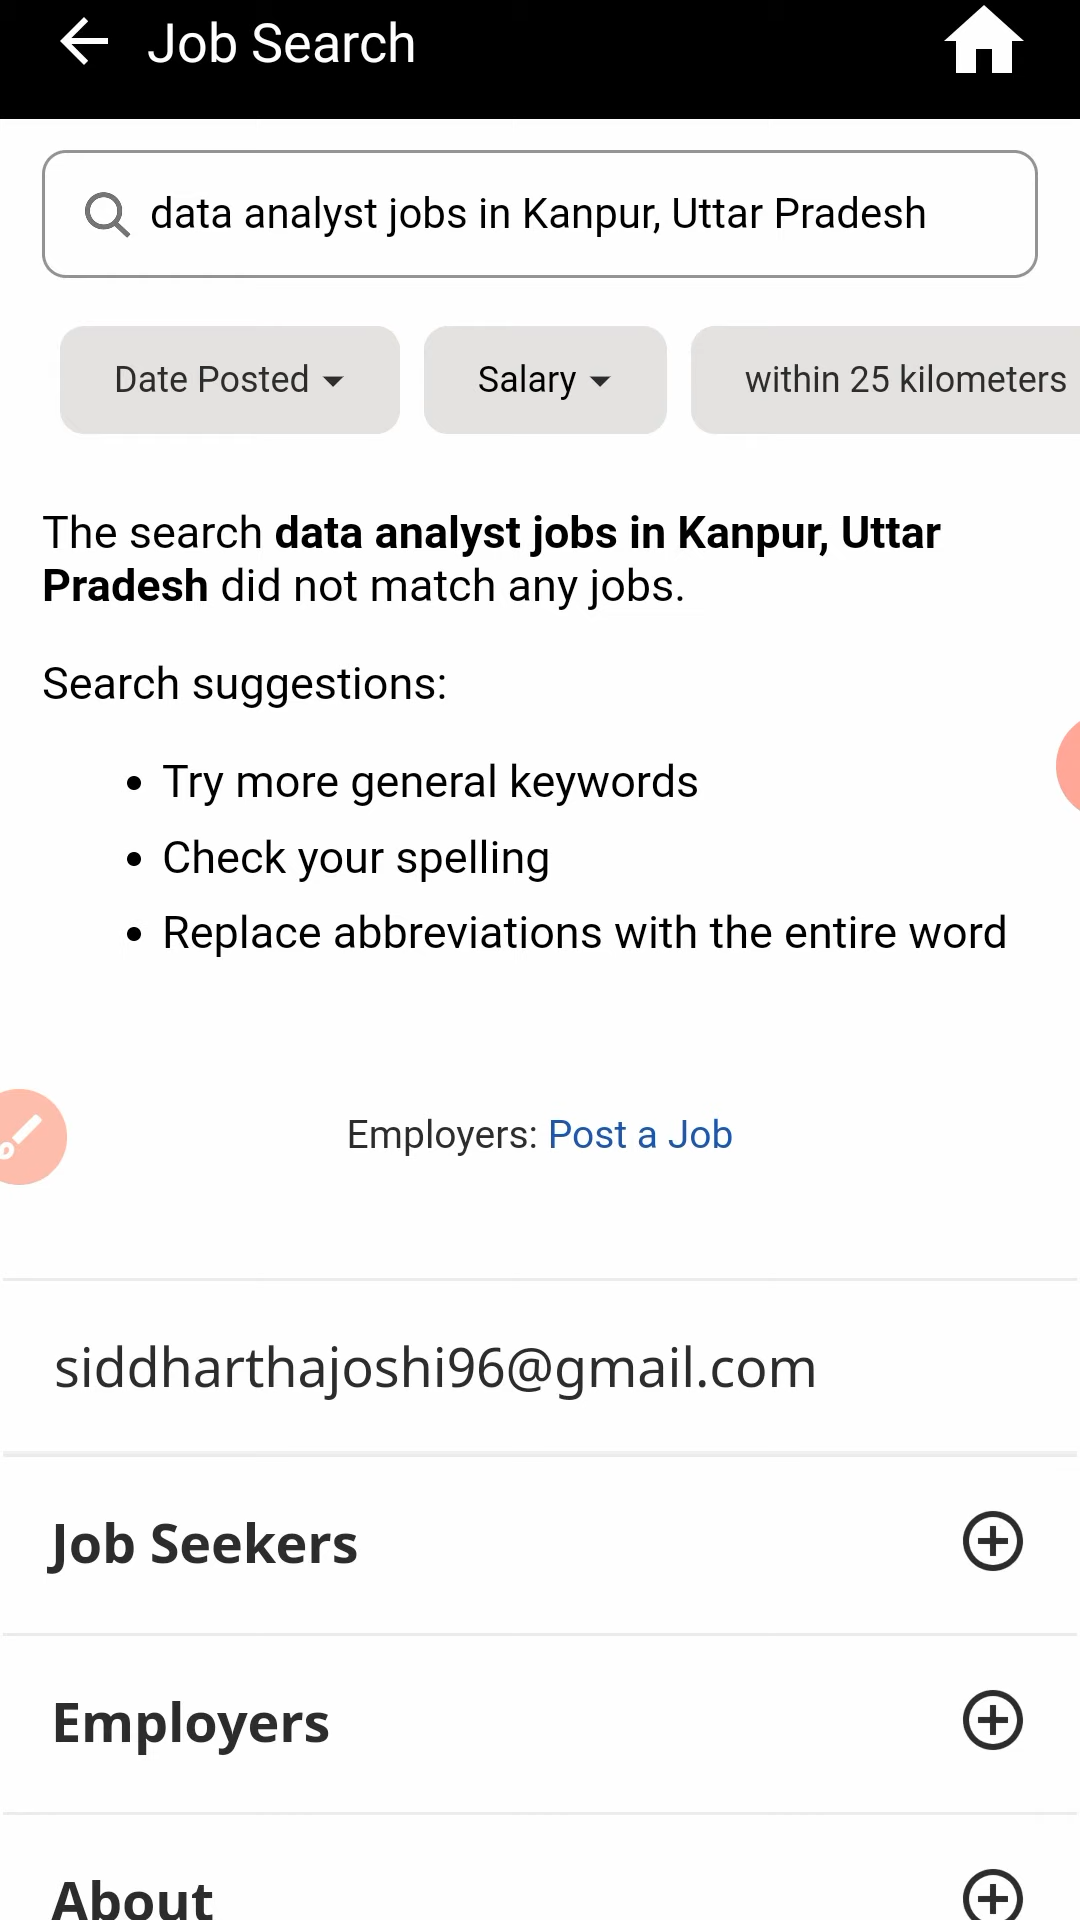 Job Search
data analyst jobs in Kanpur, Uttar Pradesh
Date Posted
Salary
within 25 kilometers
The search data analyst jobs in Kanpur, Uttar
Pradesh did not match any jobs.
Search suggestions:
• Try more general keywords
• Check your spelling
• Replace abbreviations with the entire word
Employers: Post a Job
siddharthajoshi96@gmail.com
Job Seekers
Employers
About